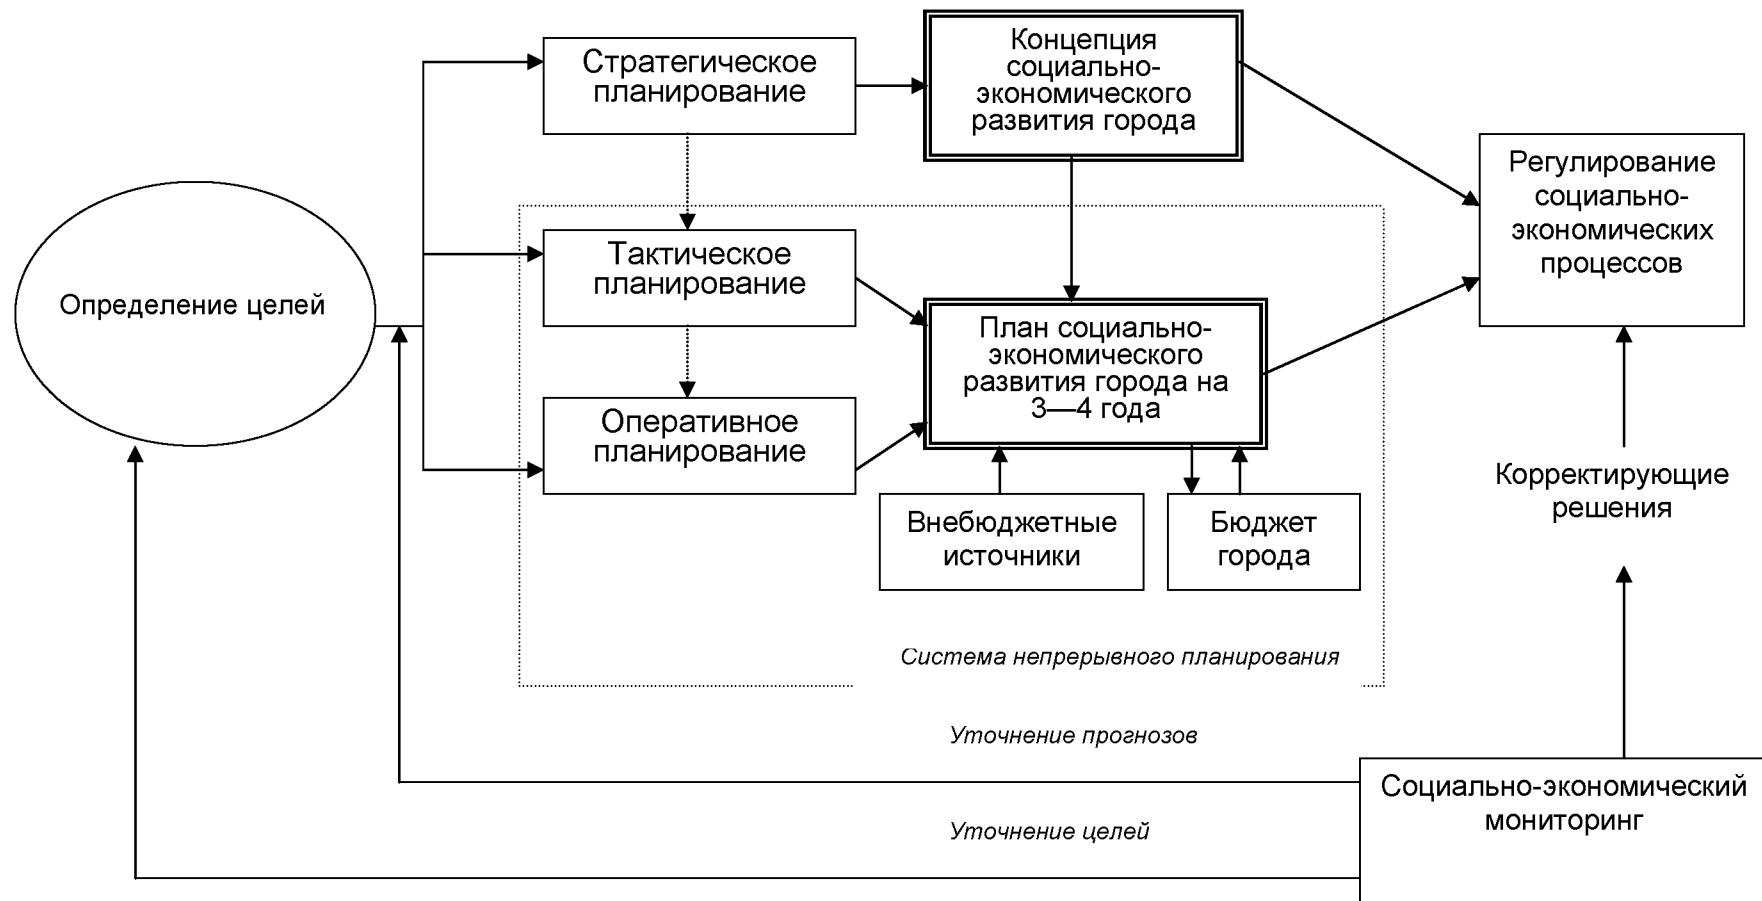 Стратегическое
планирование
Концепция
социально-
экономического
развития города
Регулирование
социально-
экономических
процессов
Определение целей
Тактическое
планирование
План социально-
экономического
развития города на
3—4 года
Оперативное
планирование
Внебюджетные
источники
Бюджет
города
Корректирующие
решения
Система непрерывного планирования
Уточнение прогнозов
Социально-экономический
мониторинг
Уточнение целей